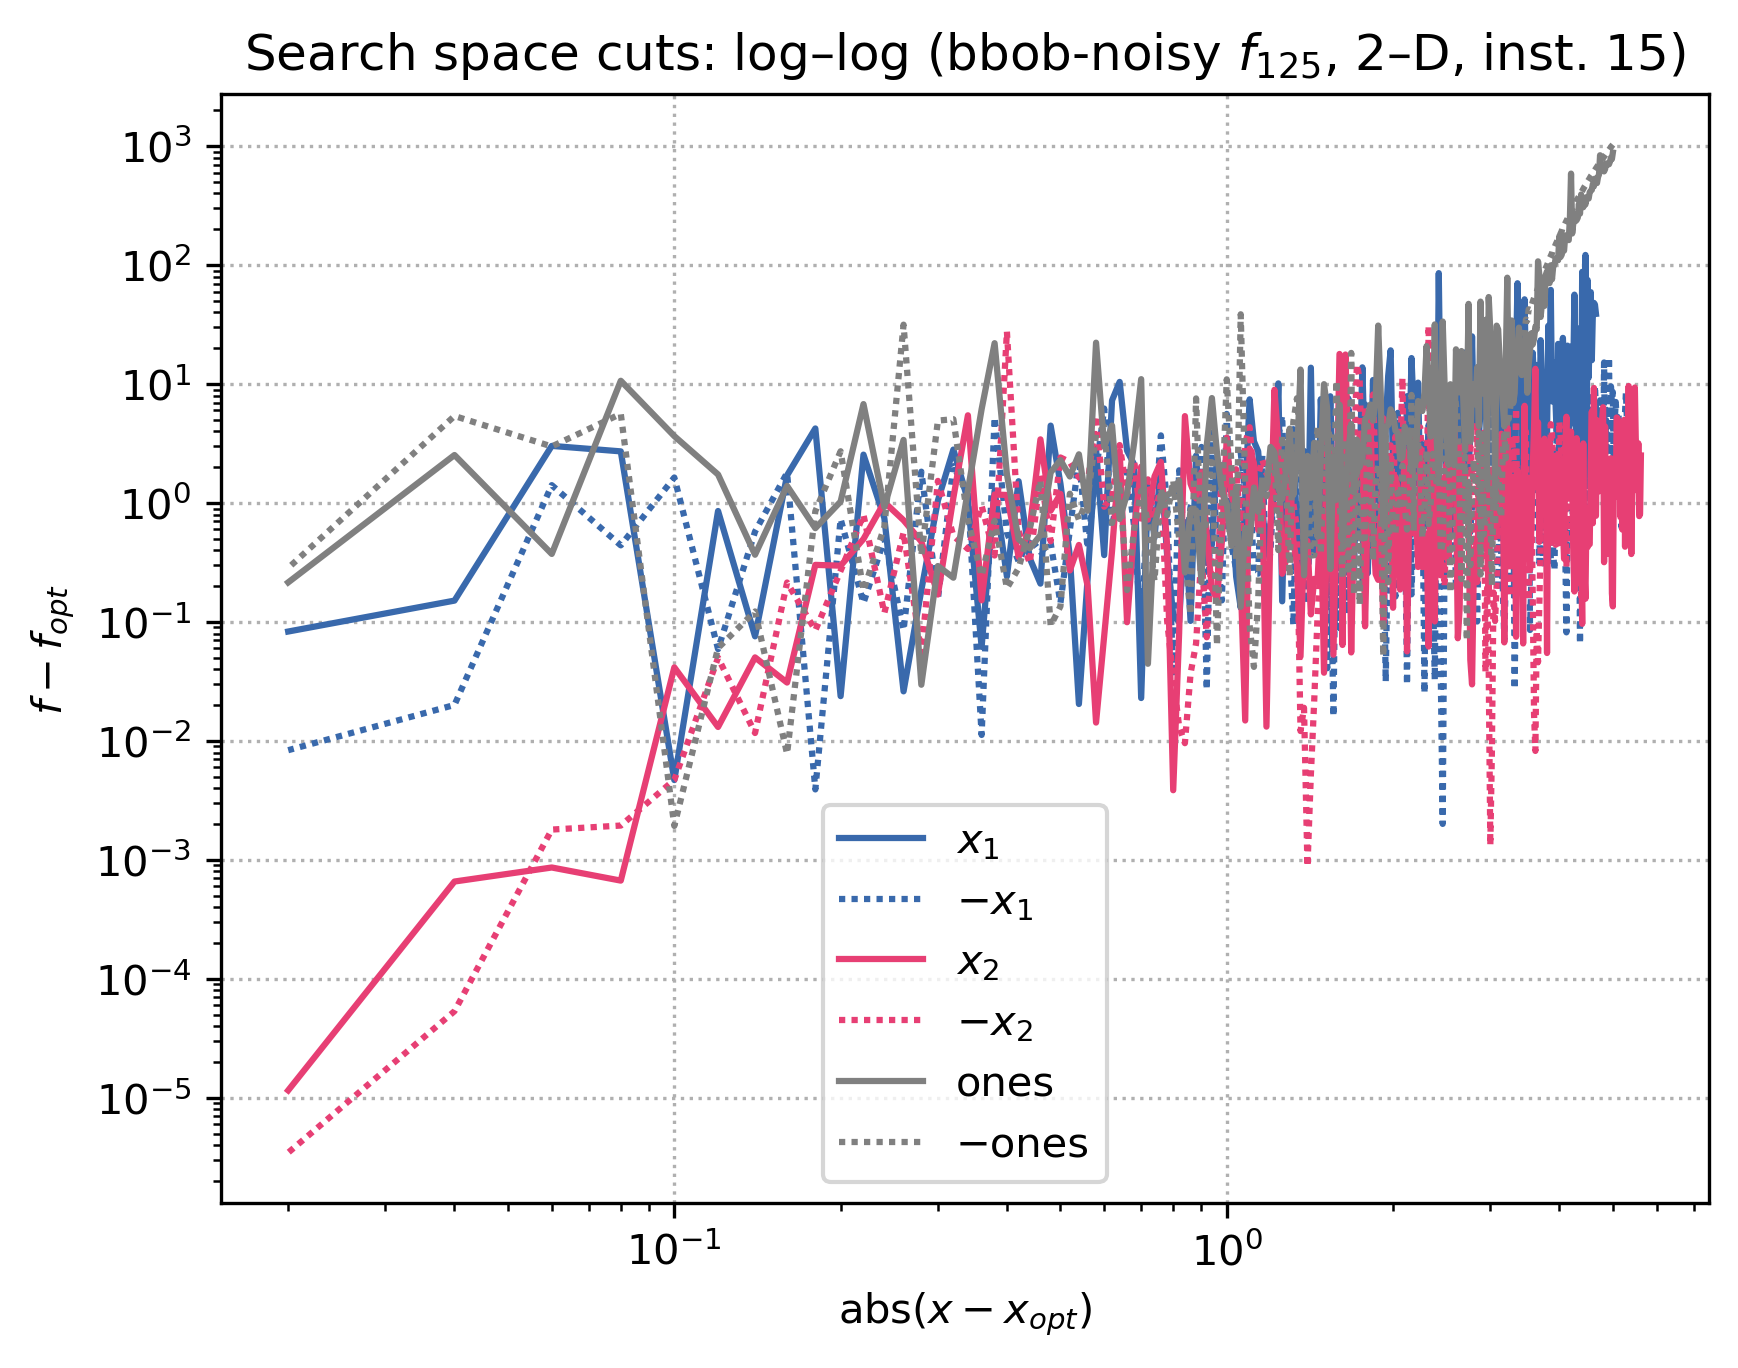 Search space cuts: log–log (bbob-noisy $f_{125}$, 2–D, inst. 15)
$f - f_{opt}$
$10^{3}$
$10^{2}$
$10^{1}$
$10^{0}$
$10^{-1}$
$10^{-2}$
$10^{-3}$
$10^{-4}$
$10^{-5}$
$x_1$
$-x_1$
$x_2$
$-x_2$
ones
−ones
$10^{-1}$ $10^{0}$
abs($x - x_{opt}$)